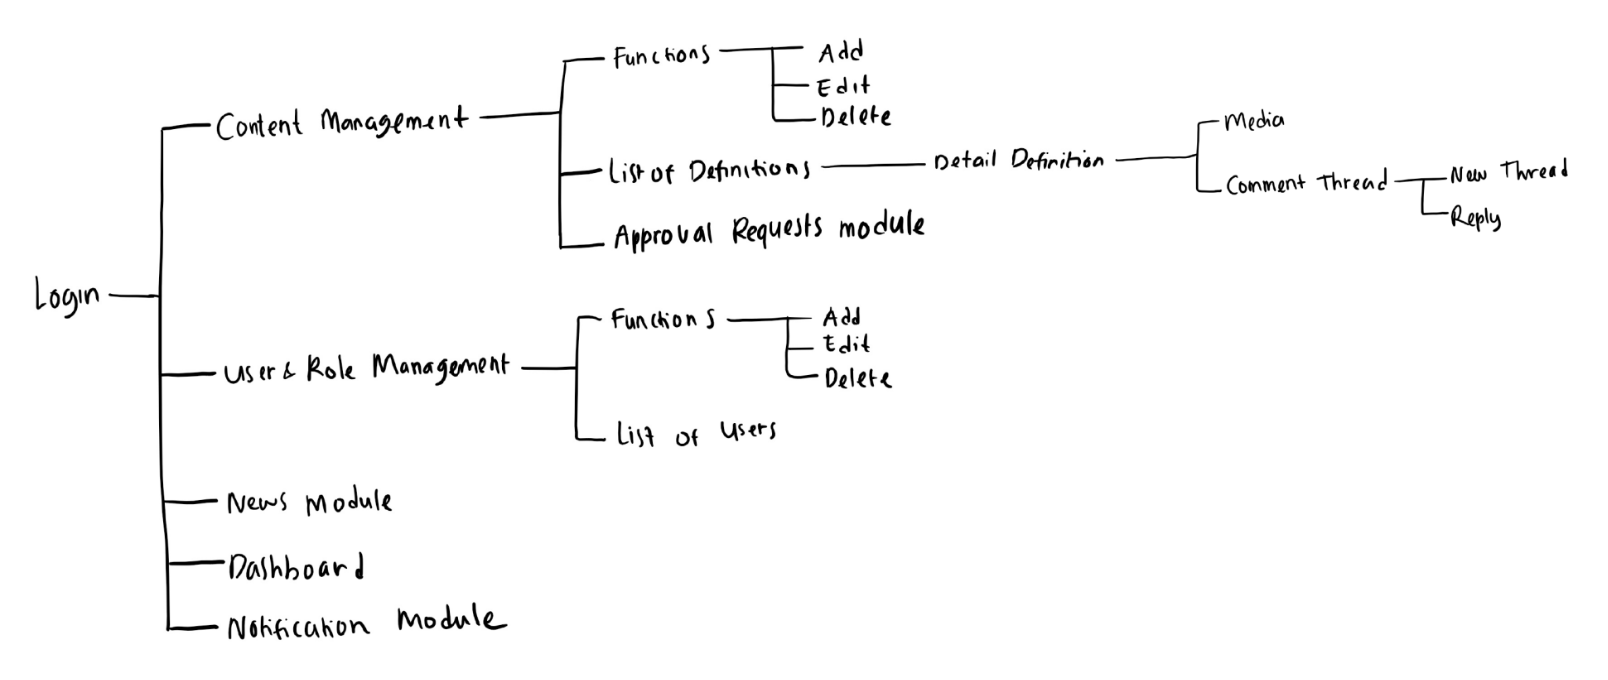 Login
Content Management
Functions
Add
Edit
Delete
List of Definitions
Detail Definition
Media
Comment Thread
New Thread
Reply
Approval Requests module
User & Role Management
Functions
Add
Edit
Delete
List of Users
News Module
Dashboard
Notification Module